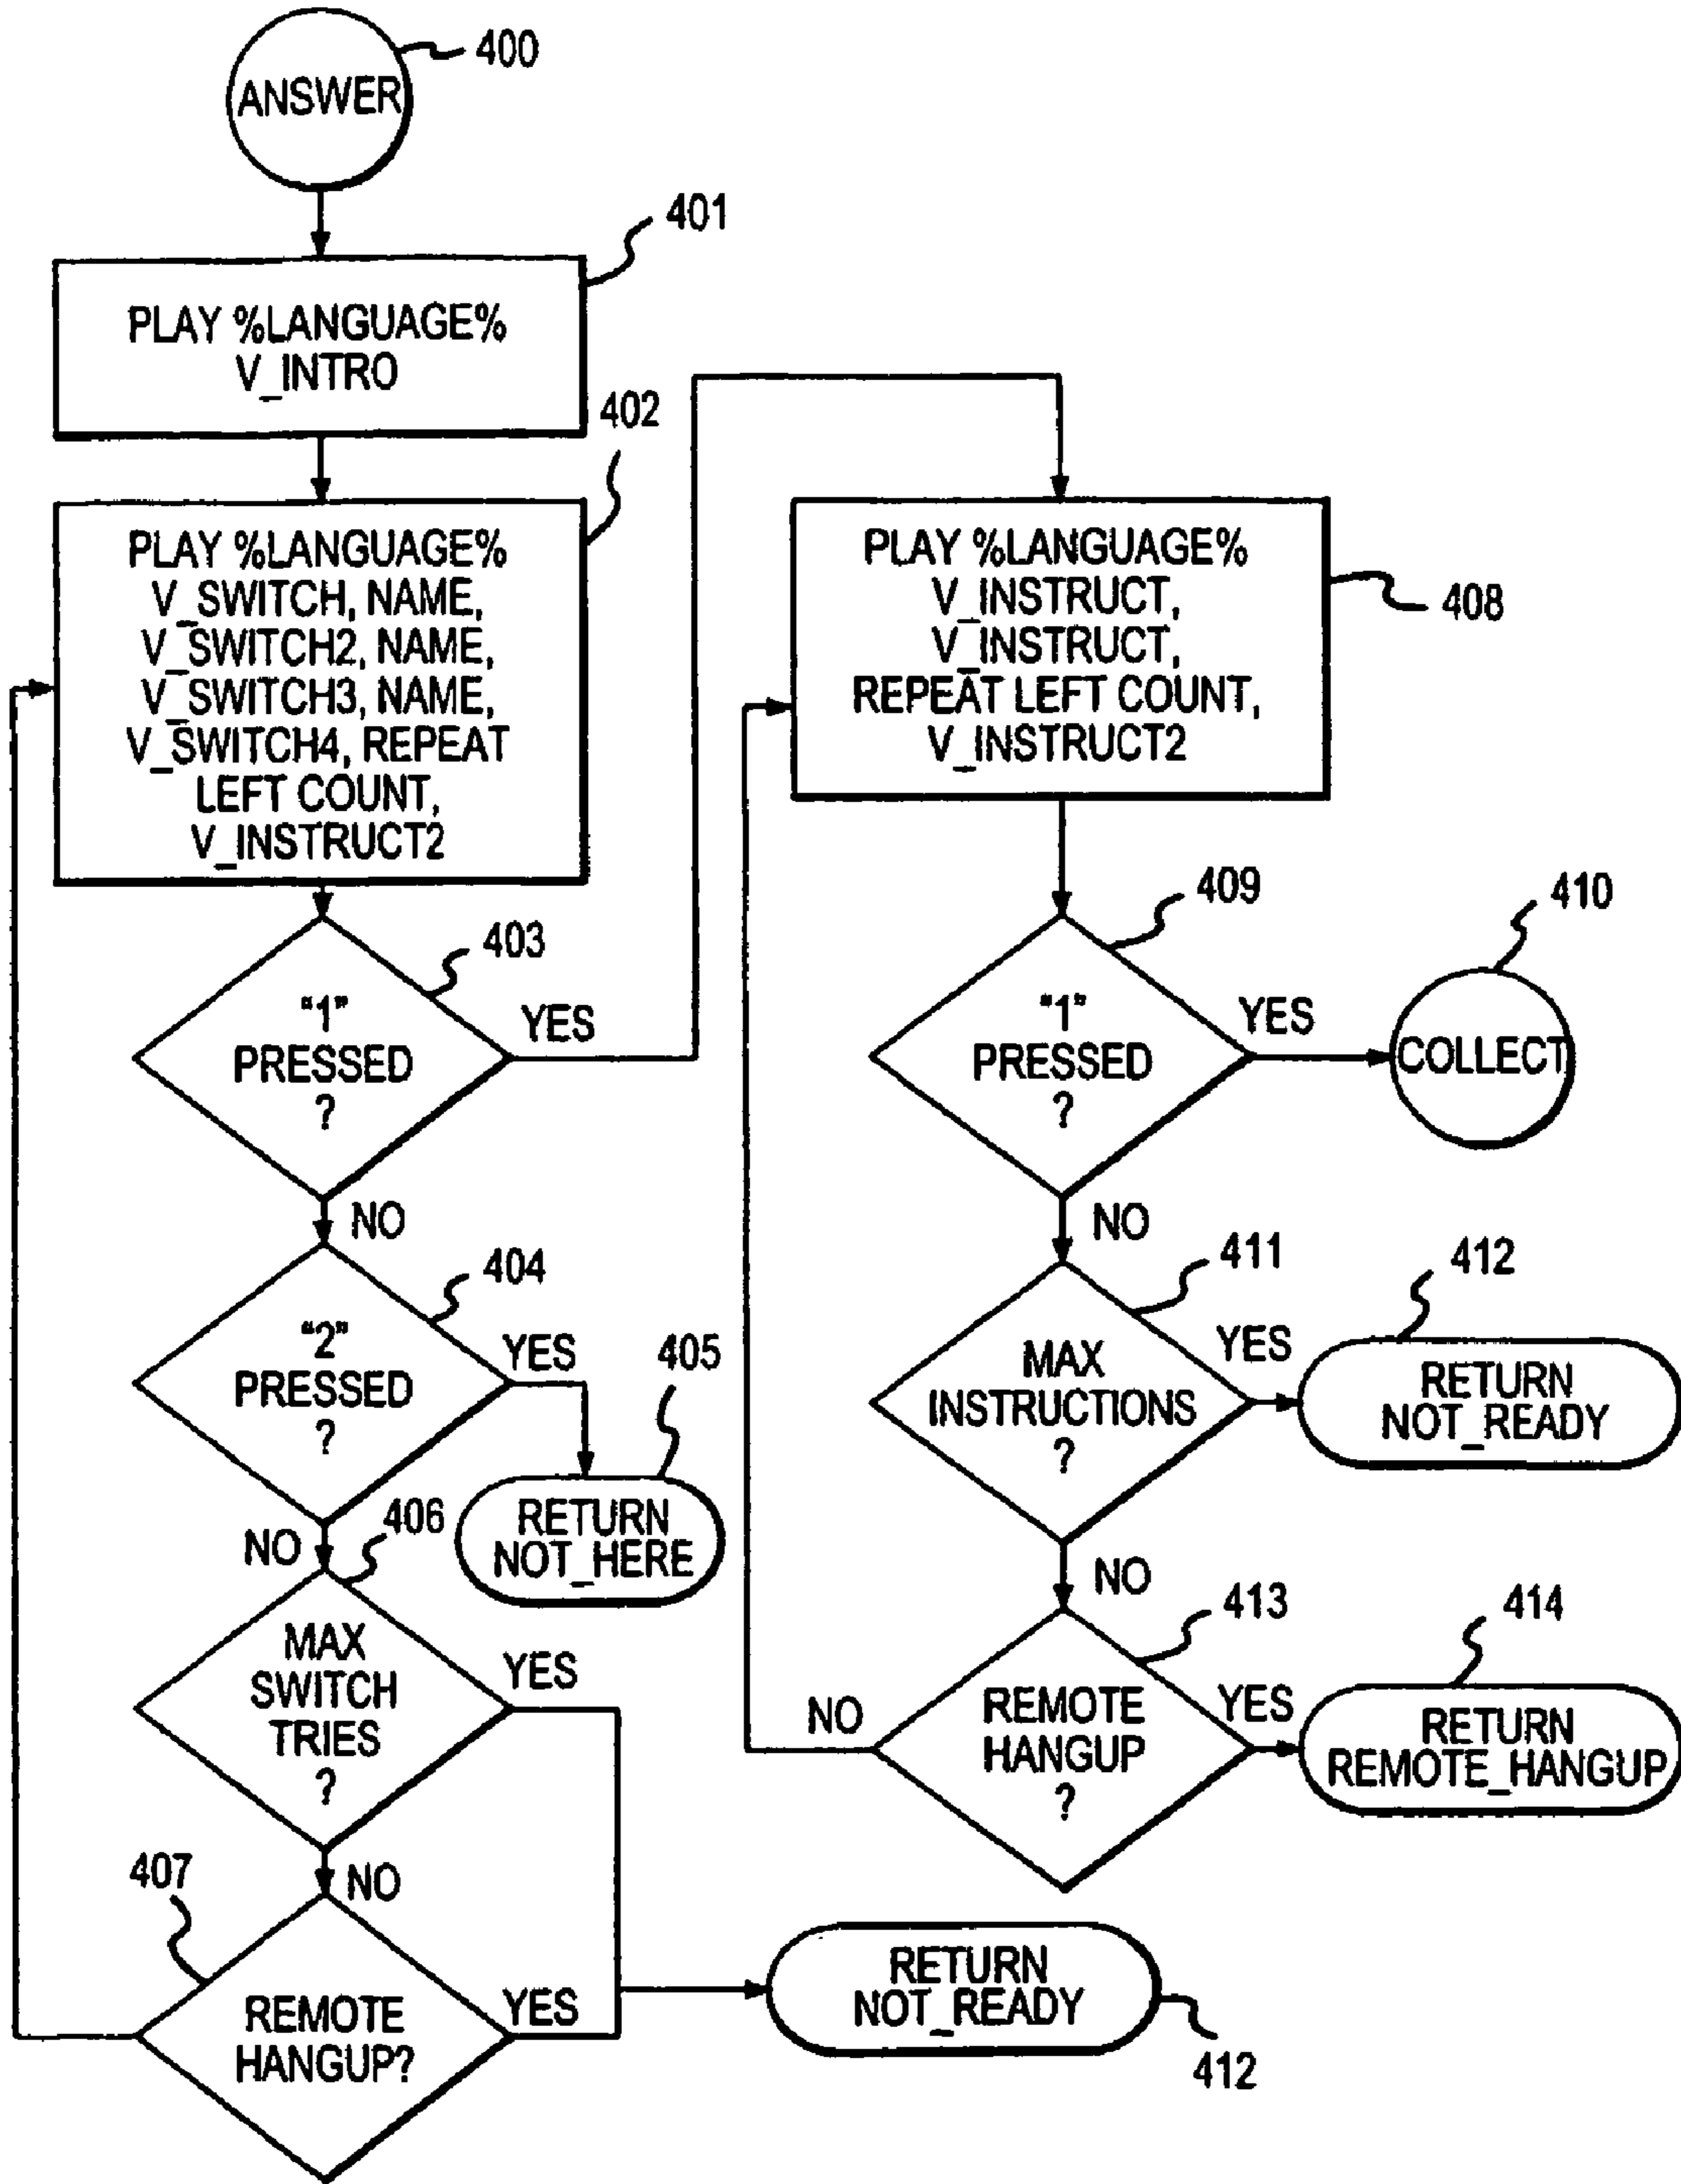 ANSWER
400
401
PLAY %LANGUAGE%
V_INTRO
402
PLAY %LANGUAGE%
V_SWITCH, NAME,
V_SWITCH2, NAME,
V_SWITCH3, NAME,
V_SWITCH4, REPEAT
LEFT COUNT,
V_INSTRUCT2
403
"1"
PRESSED
?
YES
NO
404
"2"
PRESSED
?
YES
405
RETURN
NOT_HERE
NO
406
MAX
SWITCH
TRIES
?
YES
NO
407
REMOTE
HANGUP?
YES
RETURN
NOT_READY
412
PLAY %LANGUAGE%
V_INSTRUCT,
V_INSTRUCT,
REPEAT LEFT COUNT,
V_INSTRUCT2
408
409
"1"
PRESSED
?
YES
410
COLLECT
NO
411
MAX
INSTRUCTIONS
?
YES
412
RETURN
NOT_READY
NO
413
REMOTE
HANGUP
?
NO
YES
414
RETURN
REMOTE_HANGUP